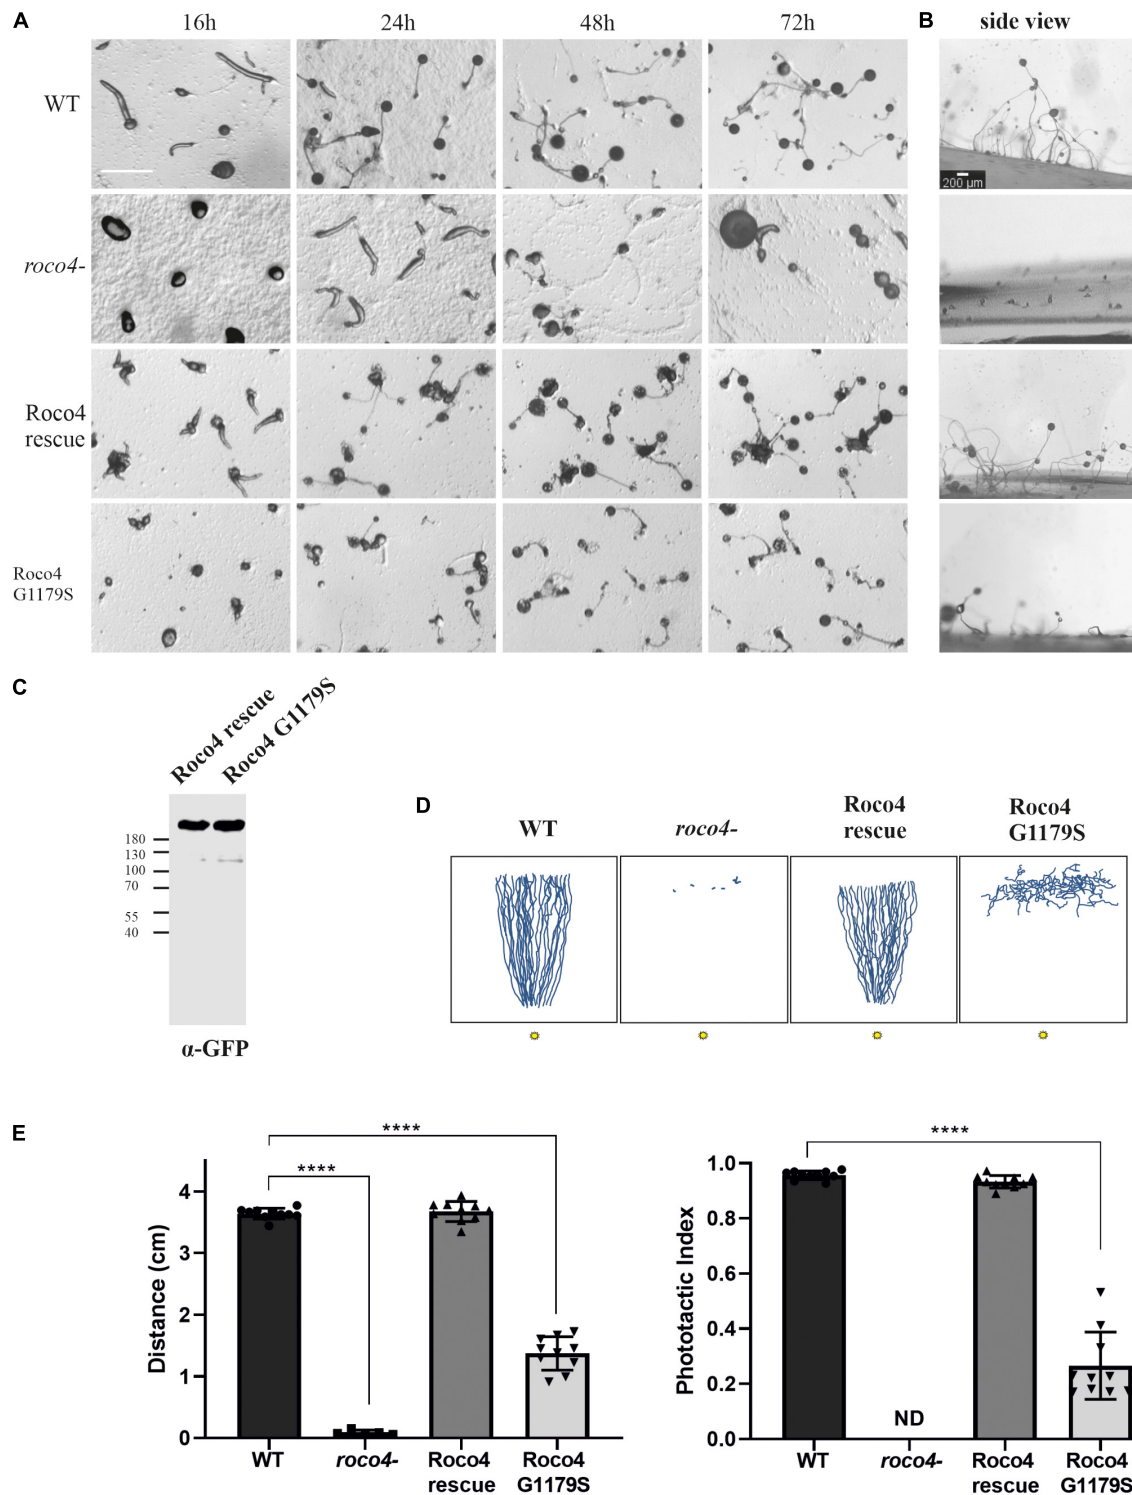 A
16h 24h 48h 72h
B
side view
WT
200 µm
roco4-
Roco4
rescue
Roco4
G1179S
C
Roco4 rescue
Roco4 G1179S
180
130
100
70
55
40
α-GFP
D
WT
roco4-
Roco4
rescue
Roco4
G1179S
E
Distance (cm)
4
3
2
1
0
****
****
WT
roco4-
Roco4
rescue
Roco4
G1179S
Phototactic Index
1.0
0.8
0.6
0.4
0.2
0.0
****
ND
WT
roco4-
Roco4
rescue
Roco4
G1179S